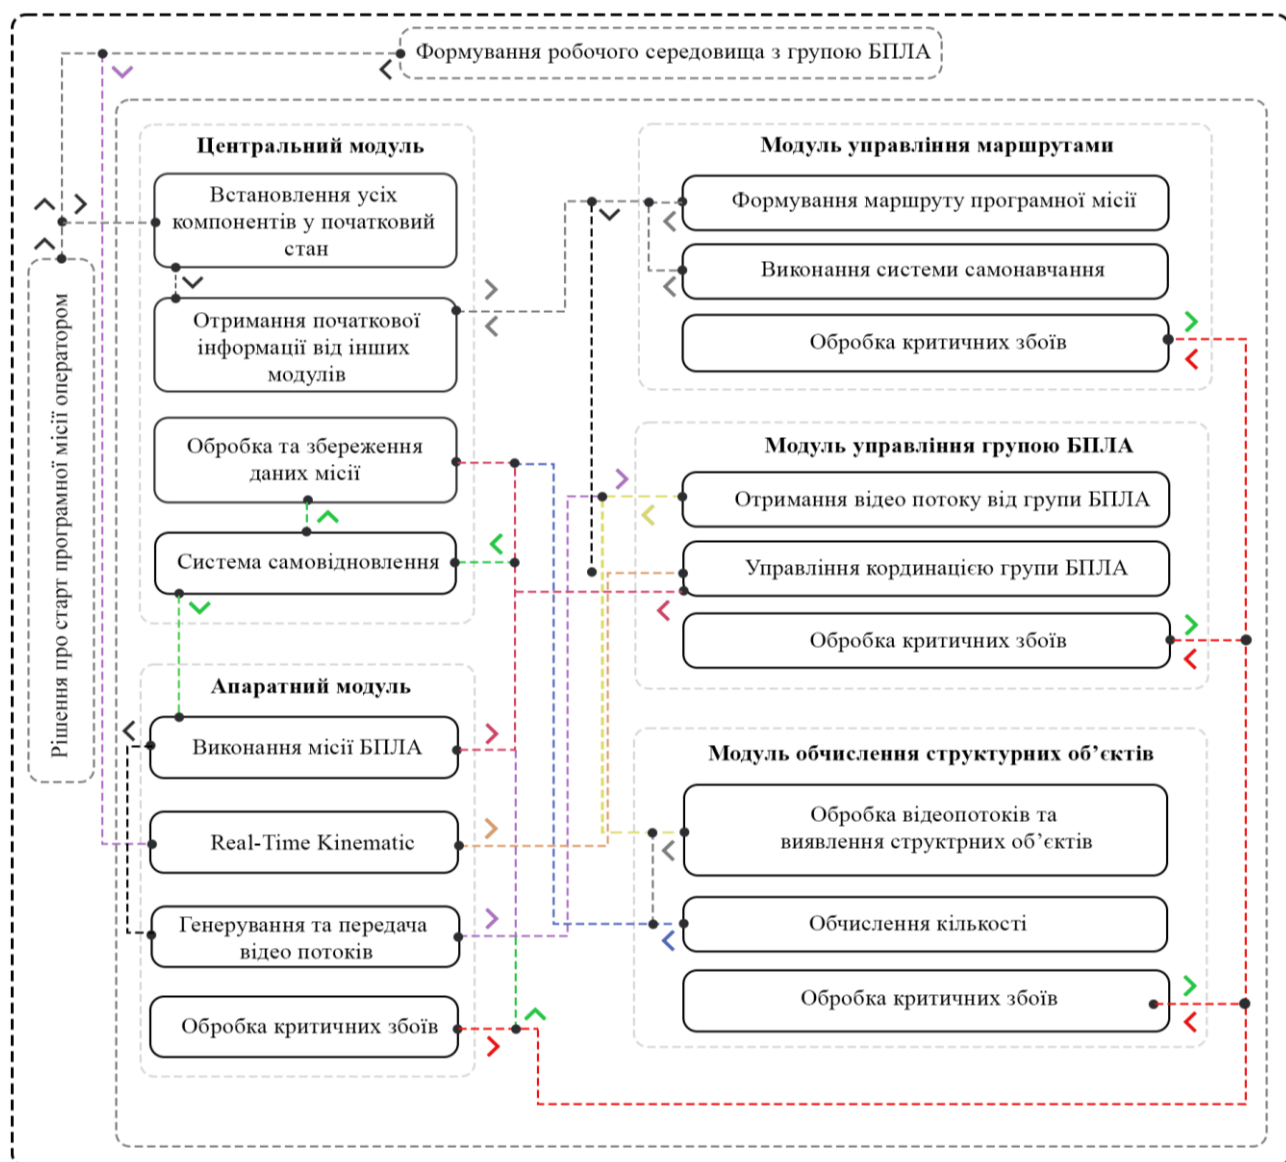 Формування робочого середовища з групою БПЛА
Рішення про старт програмної місії оператором
Центральний модуль
Встановлення усіх
компонентів у початковий
стан
Отримання початкової
інформації від інших
модулів
Обробка та збереження
даних місії
Система самовідновлення
Апаратний модуль
Виконання місії БПЛА
Real-Time Kinematic
Генерування та передача
відео потоків
Обробка критичних збоїв
Модуль управління маршрутами
Формування маршруту програмної місії
Виконання системи самонавчання
Обробка критичних збоїв
Модуль управління групою БПЛА
Отримання відео потоку від групи БПЛА
Управління кординацією групи БПЛА
Обробка критичних збоїв
Модуль обчислення структурних об’єктів
Обробка відеопотоків та
виявлення структрних об’єктів
Обчислення кількості
Обробка критичних збоїв